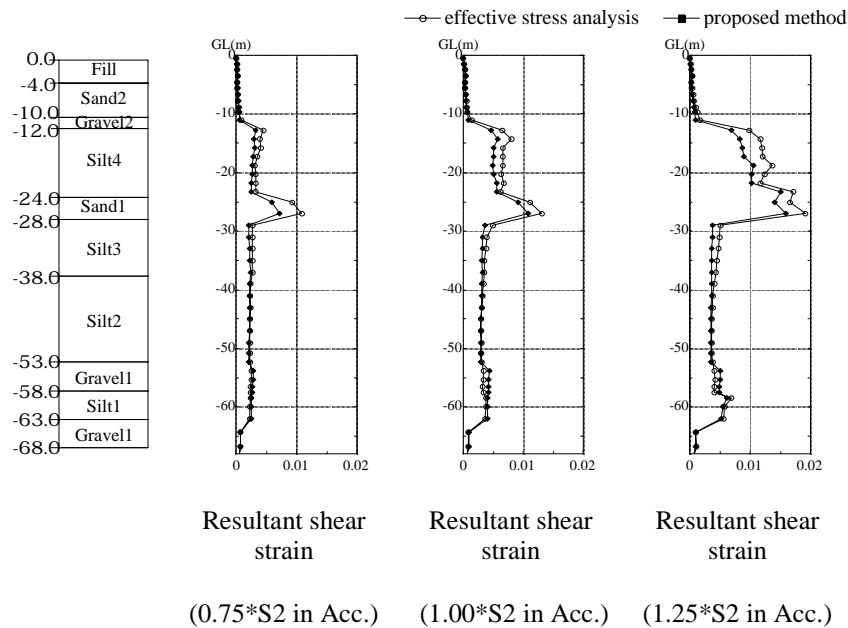 effective stress analysis
proposed method
GL(m)
GL(m)
GL(m)
0.0
Fill
-4.0
Sand2
-10.0
Gravel2
-12.0
Silt4
-24.0
Sand1
-28.0
Silt3
-38.0
Silt2
-53.0
Gravel1
-58.0
Silt1
-63.0
Gravel1
-68.0
0
-10
-20
-30
-40
-50
-60
0 0.01 0.02
0
-10
-20
-30
-40
-50
-60
0 0.01 0.02
0
-10
-20
-30
-40
-50
-60
0 0.01 0.02
Resultant shear
strain
(0.75*S2 in Acc.)
Resultant shear
strain
(1.00*S2 in Acc.)
Resultant shear
strain
(1.25*S2 in Acc.)